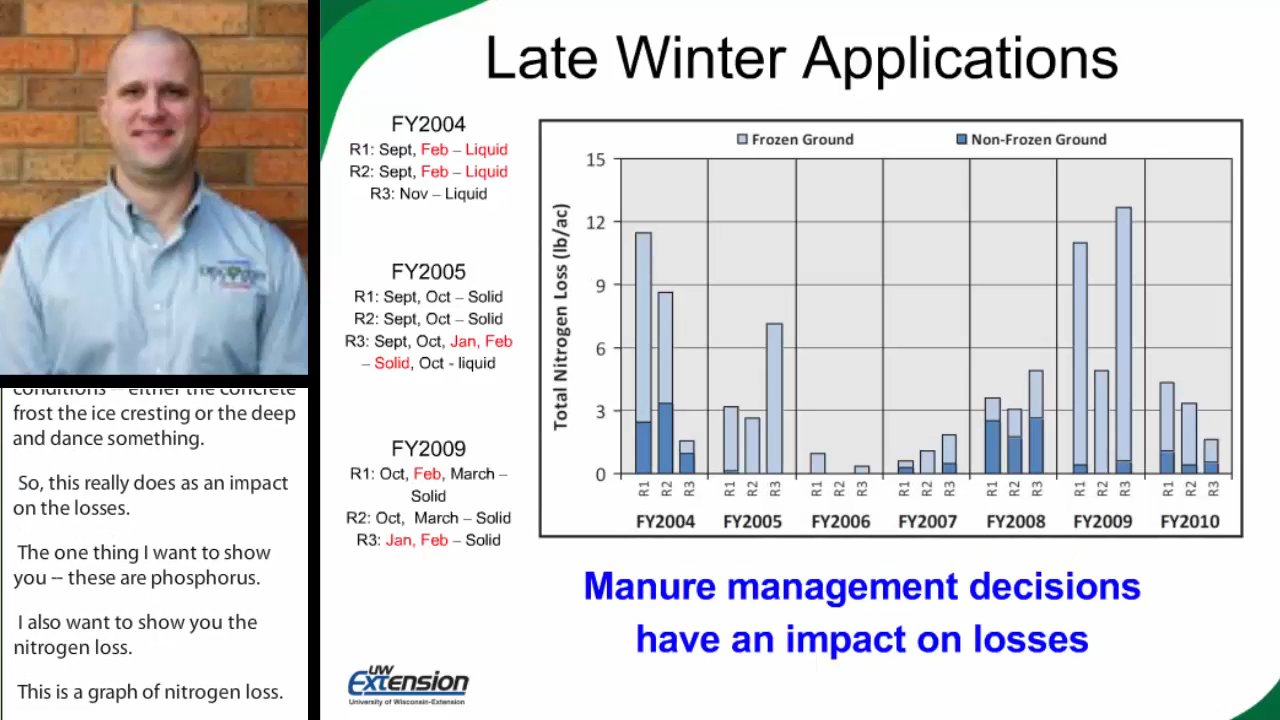 Late Winter Applications
FY2004
R1: Sept, Feb – Liquid
R2: Sept, Feb – Liquid
R3: Nov – Liquid
FY2005
R1: Sept, Oct – Solid
R2: Sept, Oct – Solid
R3: Sept, Oct, Jan, Feb
– Solid, Oct - liquid
FY2009
R1: Oct, Feb, March –
Solid
R2: Oct, March – Solid
R3: Jan, Feb – Solid
Frozen Ground
Non-Frozen Ground
Total Nitrogen Loss (lb/ac)
15
12
9
6
3
0
R1 R2 R3 R1 R2 R3 R1 R2 R3 R1 R2 R3 R1 R2 R3 R1 R2 R3 R1 R2 R3
FY2004 FY2005 FY2006 FY2007 FY2008 FY2009 FY2010
Manure management decisions
have an impact on losses
UW
Extension
University of Wisconsin-Extension
conditions -- either the concrete
frost the ice cresting or the deep
and dance something.
So, this really does as an impact
on the losses.
The one thing I want to show
you -- these are phosphorus.
I also want to show you the
nitrogen loss.
This is a graph of nitrogen loss.